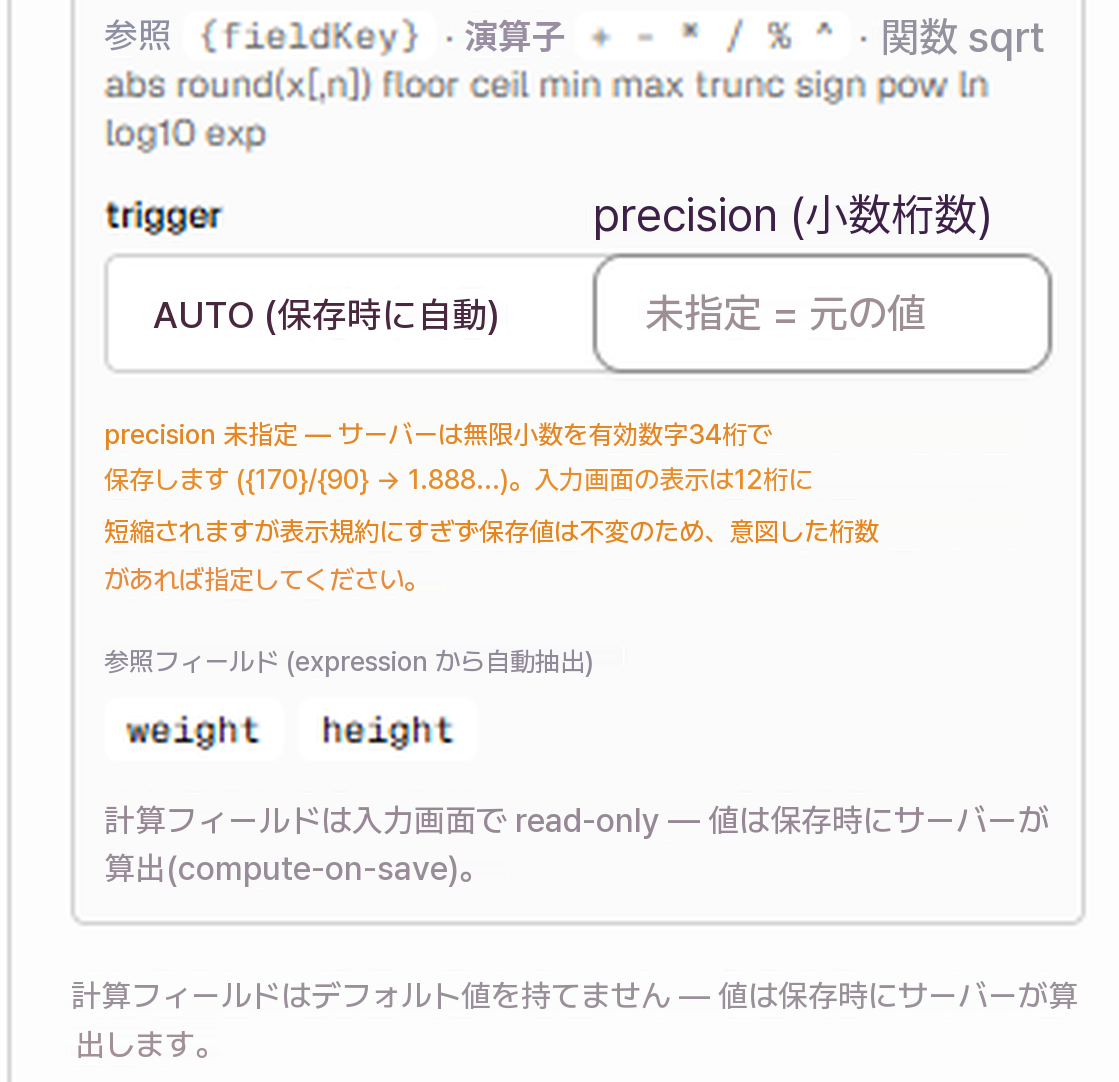 参照 {fieldKey} · 演算子 + - * / % ^ · 関数 sqrt
abs round(x[,n]) floor ceil min max trunc sign pow ln
log10 exp
trigger
precision (小数桁数)
AUTO (保存時に自動)
未指定 = 元の値
precision 未指定 — サーバーは無限小数を有効数字34桁で
保存します ({170}/{90} → 1.888...)。入力画面の表示は12桁に
短縮されますが表示規約にすぎず保存値は不変のため、意図した桁数
があれば指定してください。
参照フィールド (expression から自動抽出)
weight height
計算フィールドは入力画面で read-only — 値は保存時にサーバーが
算出(compute-on-save)。
計算フィールドはデフォルト値を持てません — 値は保存時にサーバーが算
出します。